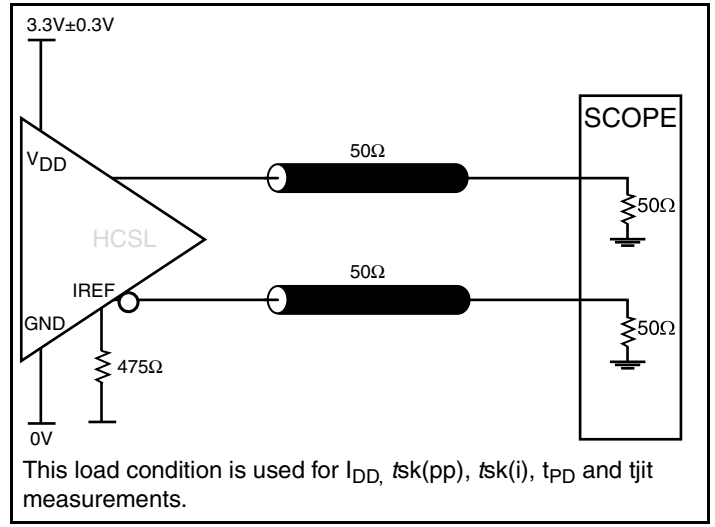 3.3V±0.3V
SCOPE
VDD
50Ω
50Ω
HCSL
50Ω
IREF
GND
50Ω
475Ω
0V
This load condition is used for IDD, tsk(pp), tsk(i), tPD and tjit
measurements.